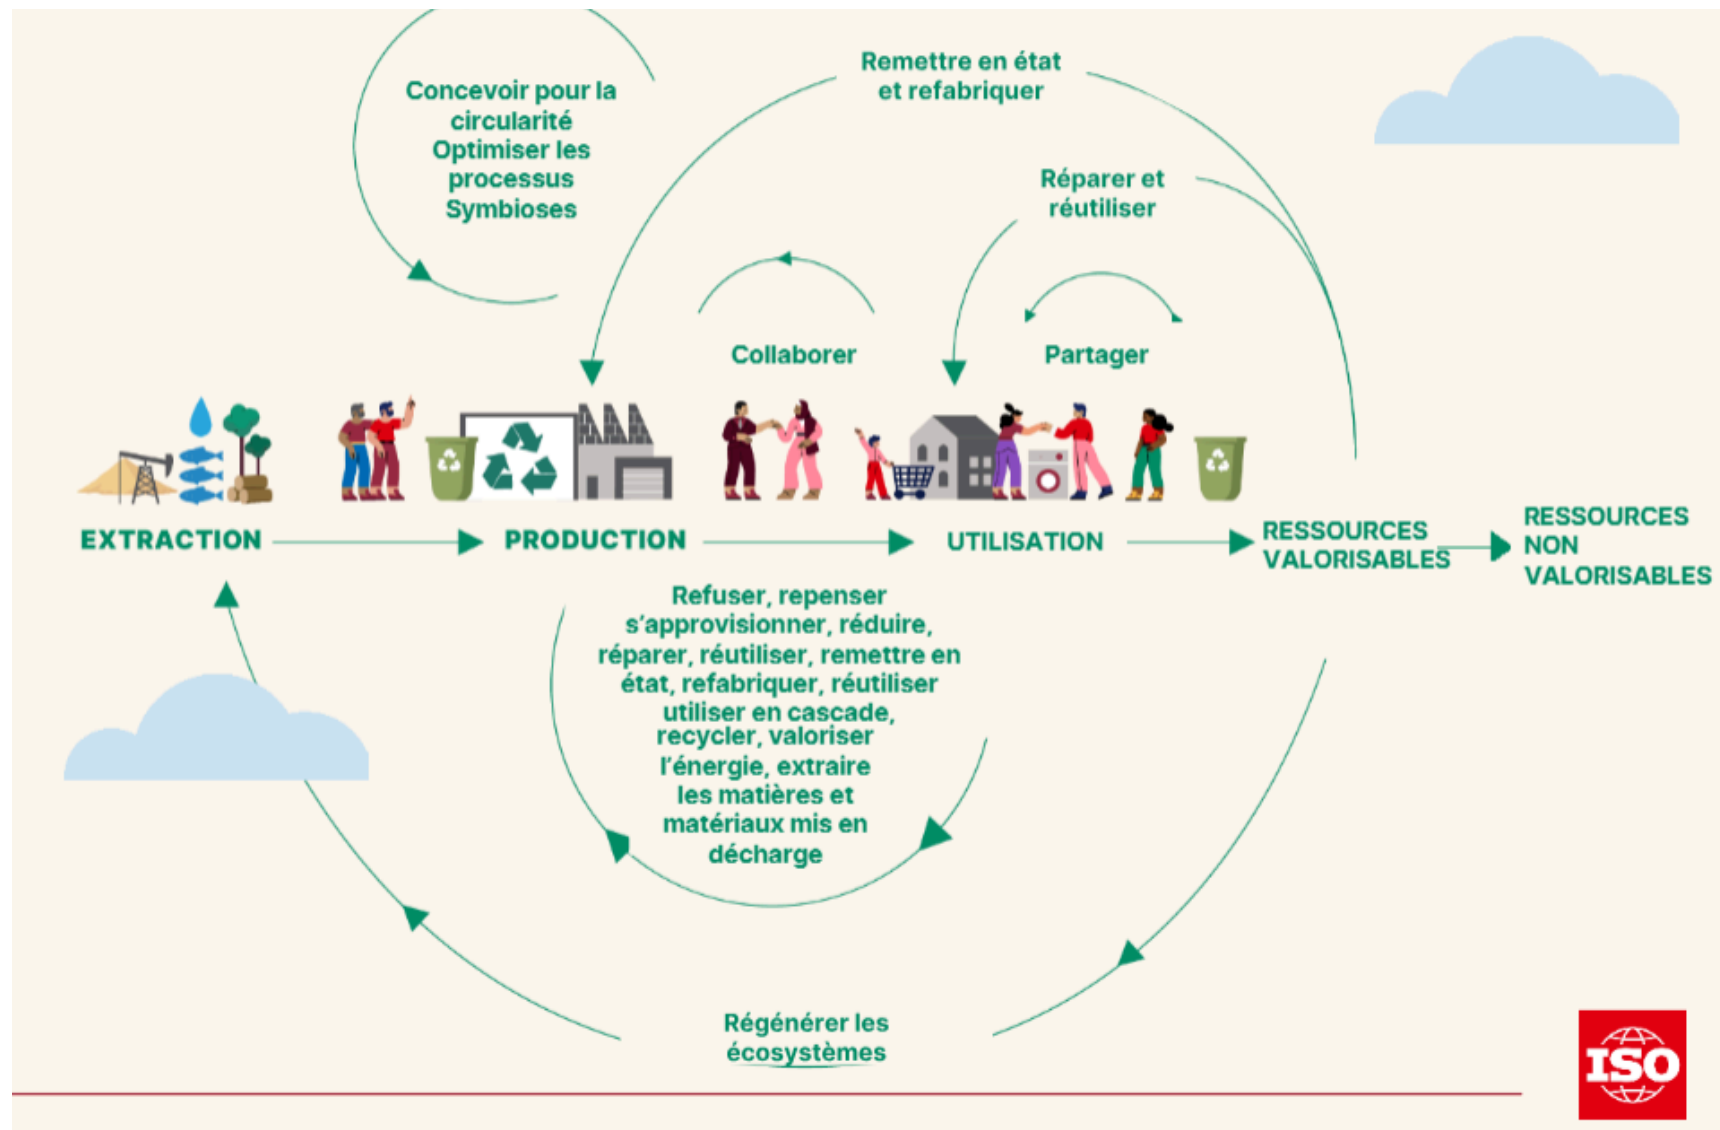 Concevoir pour la
circularité
Optimiser les
processus
Symbioses
Remettre en état
et refabriquer
Réparer et
réutiliser
Collaborer
Partager
EXTRACTION
PRODUCTION
UTILISATION
RESSOURCES
VALORISABLES
RESSOURCES
NON
VALORISABLES
Refuser, repenser
s’approvisionner, réduire,
réparer, réutiliser, remettre en
état, refabriquer, réutiliser
utiliser en cascade,
recycler, valoriser
l’énergie, extraire
les matières et
matériaux mis en
décharge
Régénérer les
écosystèmes
ISO